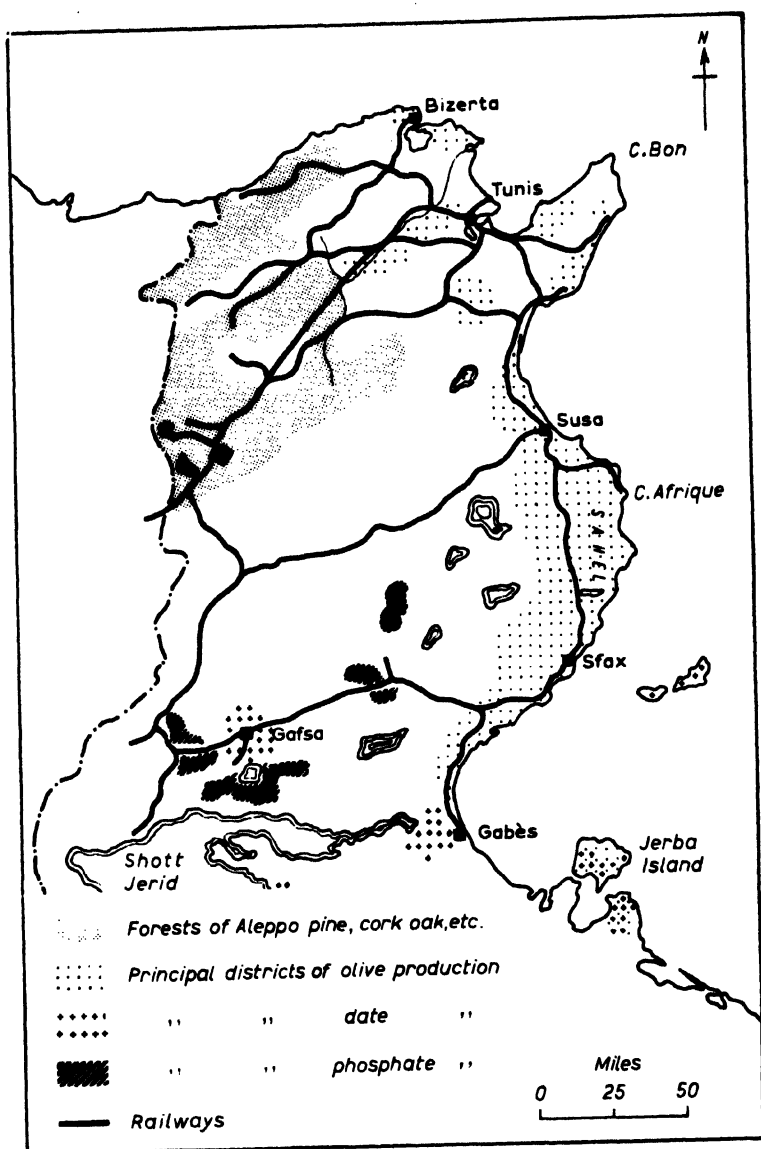 N
Bizerta
C.Bon
Tunis
Susa
C.Afrique
SAHEL
Sfax
Gafsa
Gabès
Jerba
Island
Shott
Jerid
Forests of Aleppo pine, cork oak, etc.
Principal districts of olive production
,, ,, date ,,
,, ,, phosphate ,,
Railways
Miles
0 25 50